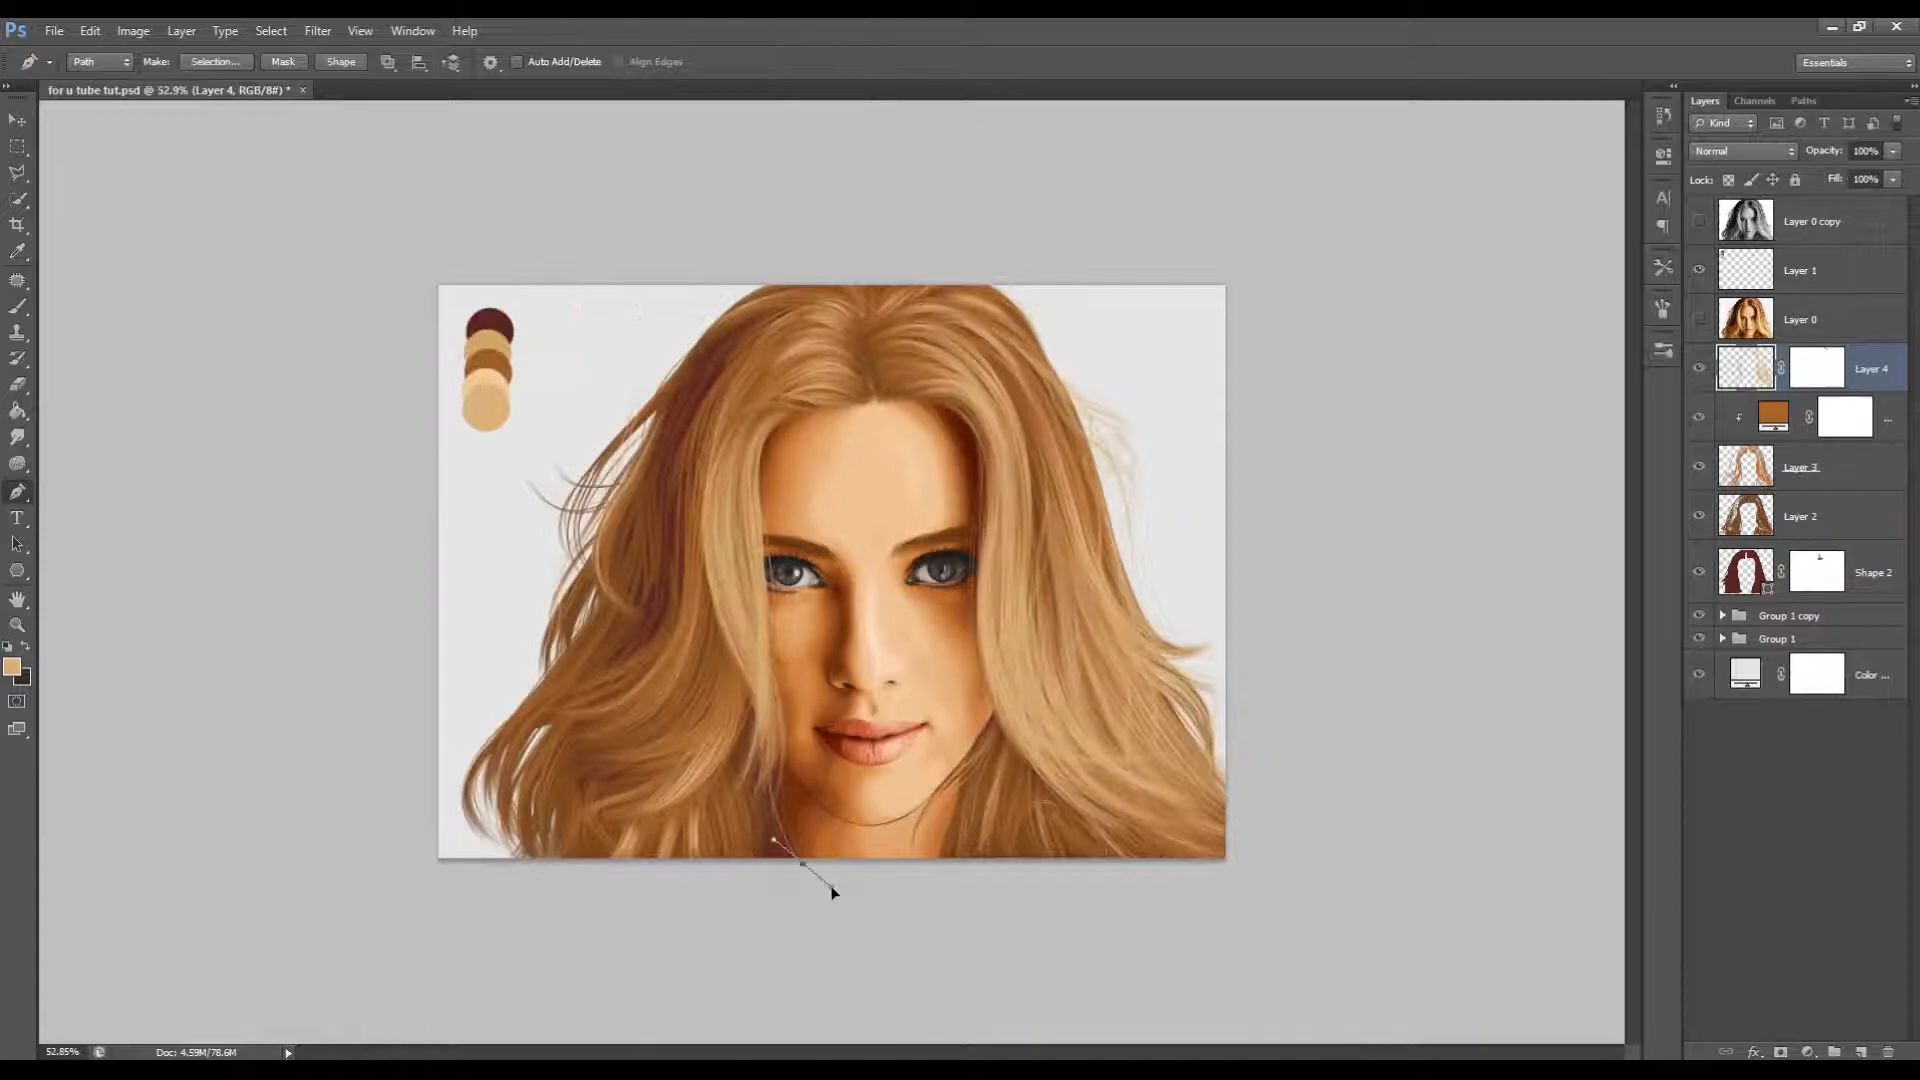 Ps File Edit Image Layer Type Select Filter View Window Help
Path Make: Selection... Mask Shape Auto Add/Delete Align Edges Essentials
for u tube tut.psd @ 52.9% (Layer 4, RGB/8#) * ×
Layers Channels Paths
Kind
Normal Opacity: 100%
Lock: Fill: 100%
Layer 0 copy
Layer 1
Layer 0
Layer 4
...
Layer 3
Layer 2
Shape 2
Group 1 copy
Group 1
Color ...
52.85% Doc: 4.59M/78.6M